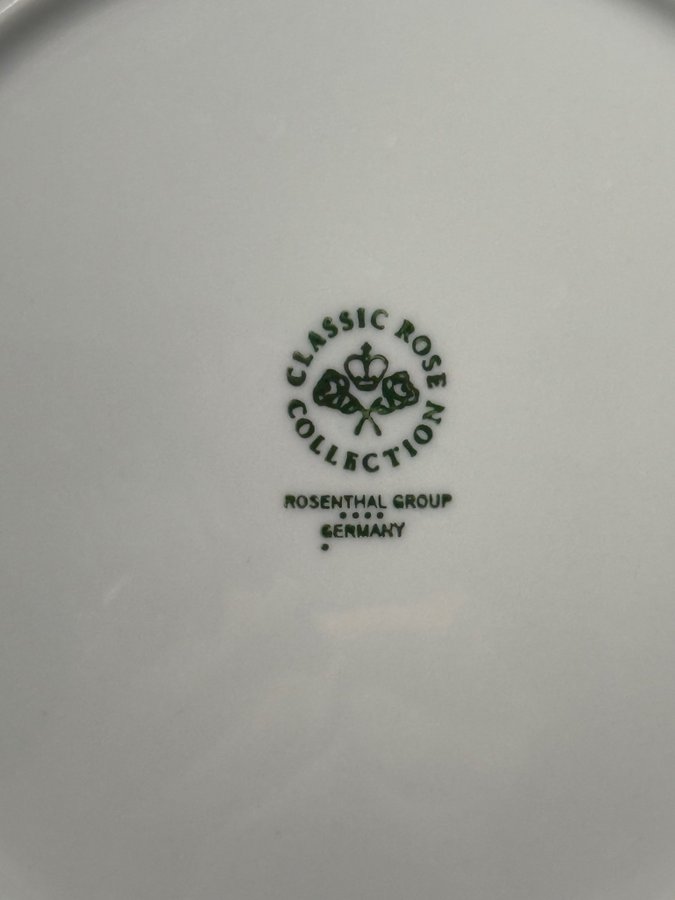 CLASSIC ROSE
COLLECTION
ROSENTHAL GROUP
GERMANY